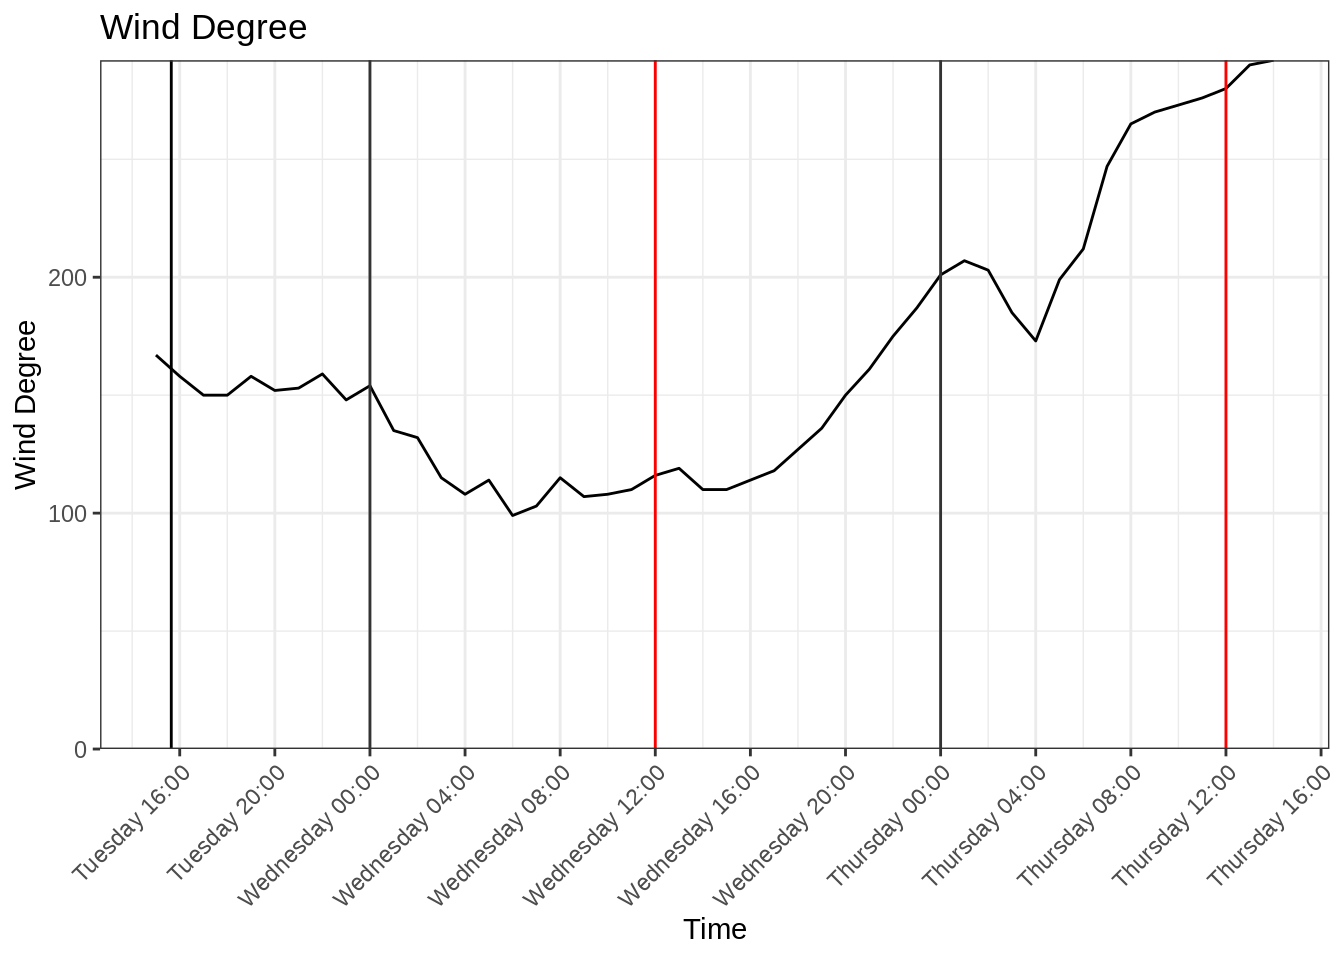 Wind Degree
Wind Degree
200
100
0
Tuesday 16:00
Tuesday 20:00
Wednesday 00:00
Wednesday 04:00
Wednesday 08:00
Wednesday 12:00
Wednesday 16:00
Wednesday 20:00
Thursday 00:00
Thursday 04:00
Thursday 08:00
Thursday 12:00
Thursday 16:00
Time